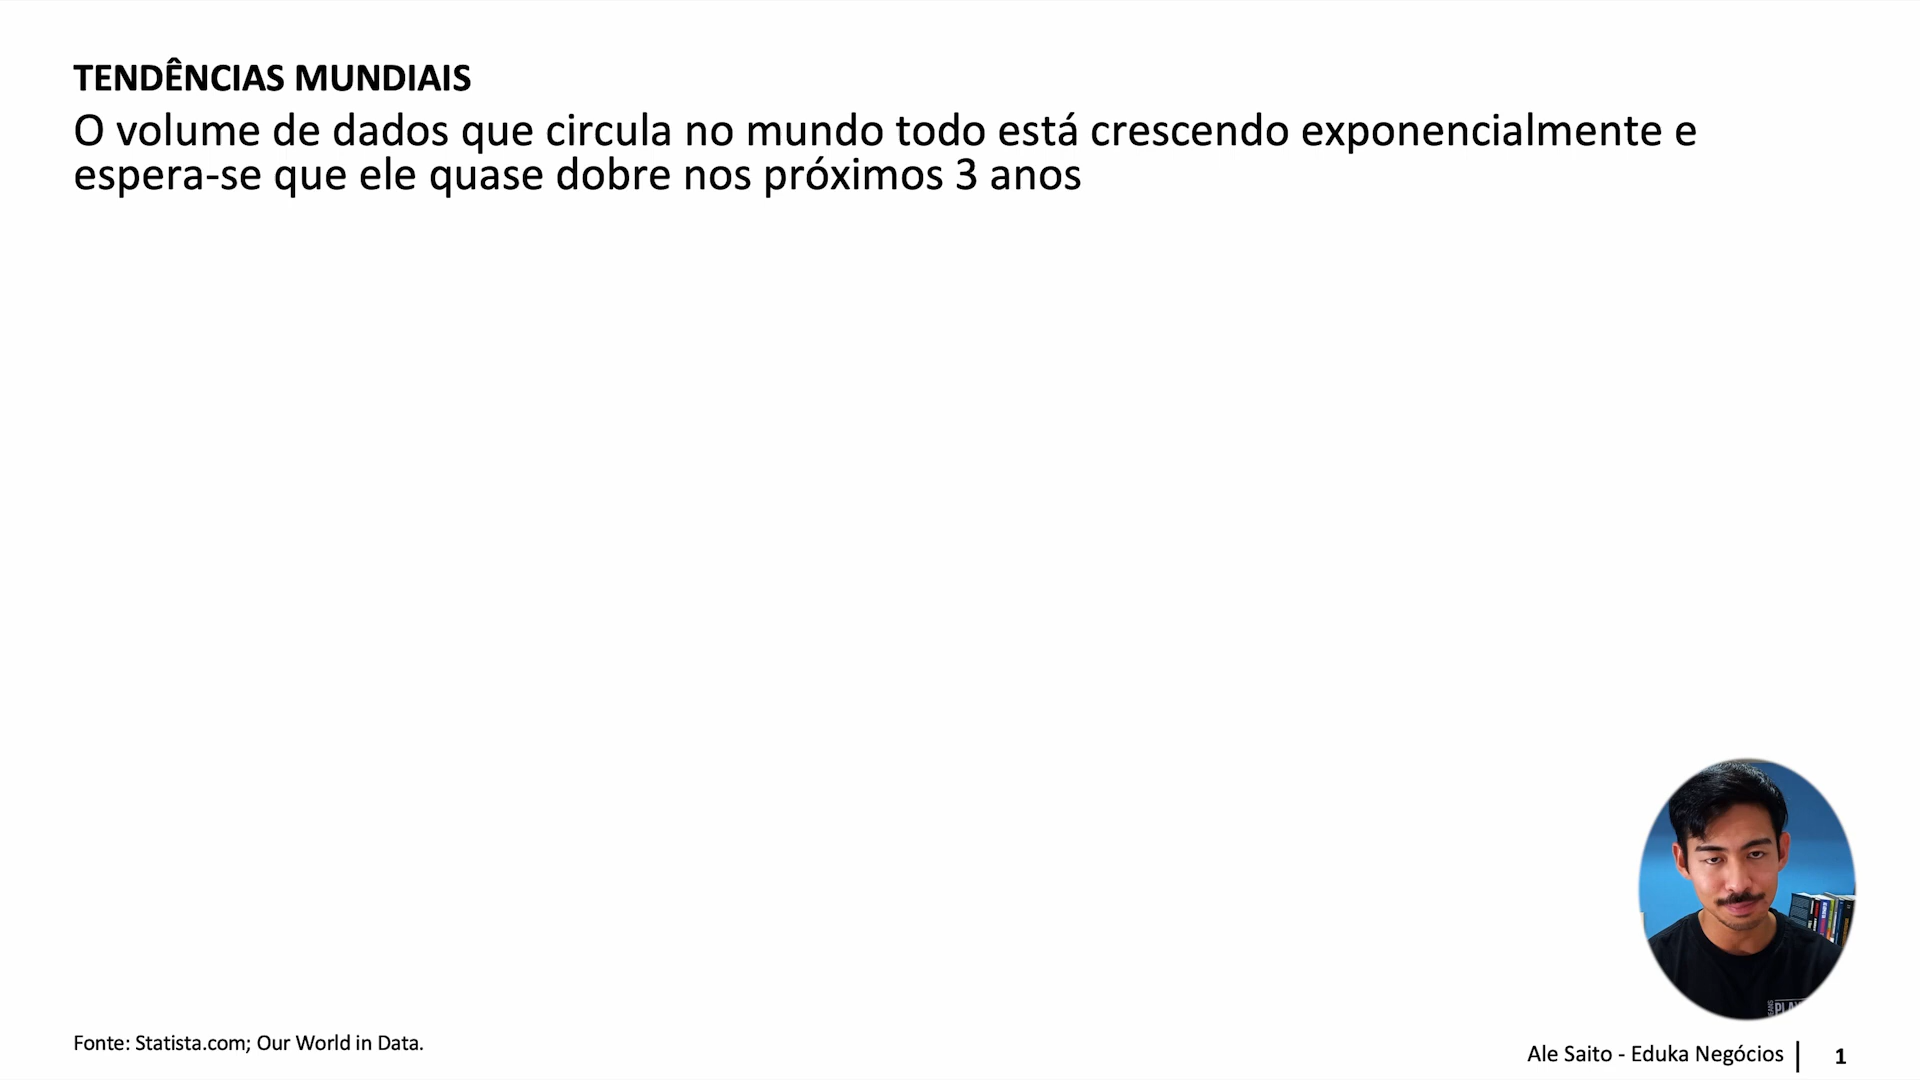 TENDÊNCIAS MUNDIAIS
O volume de dados que circula no mundo todo está crescendo exponencialmente e
espera-se que ele quase dobre nos próximos 3 anos
Fonte: Statista.com; Our World in Data.
Ale Saito - Eduka Negócios | 1